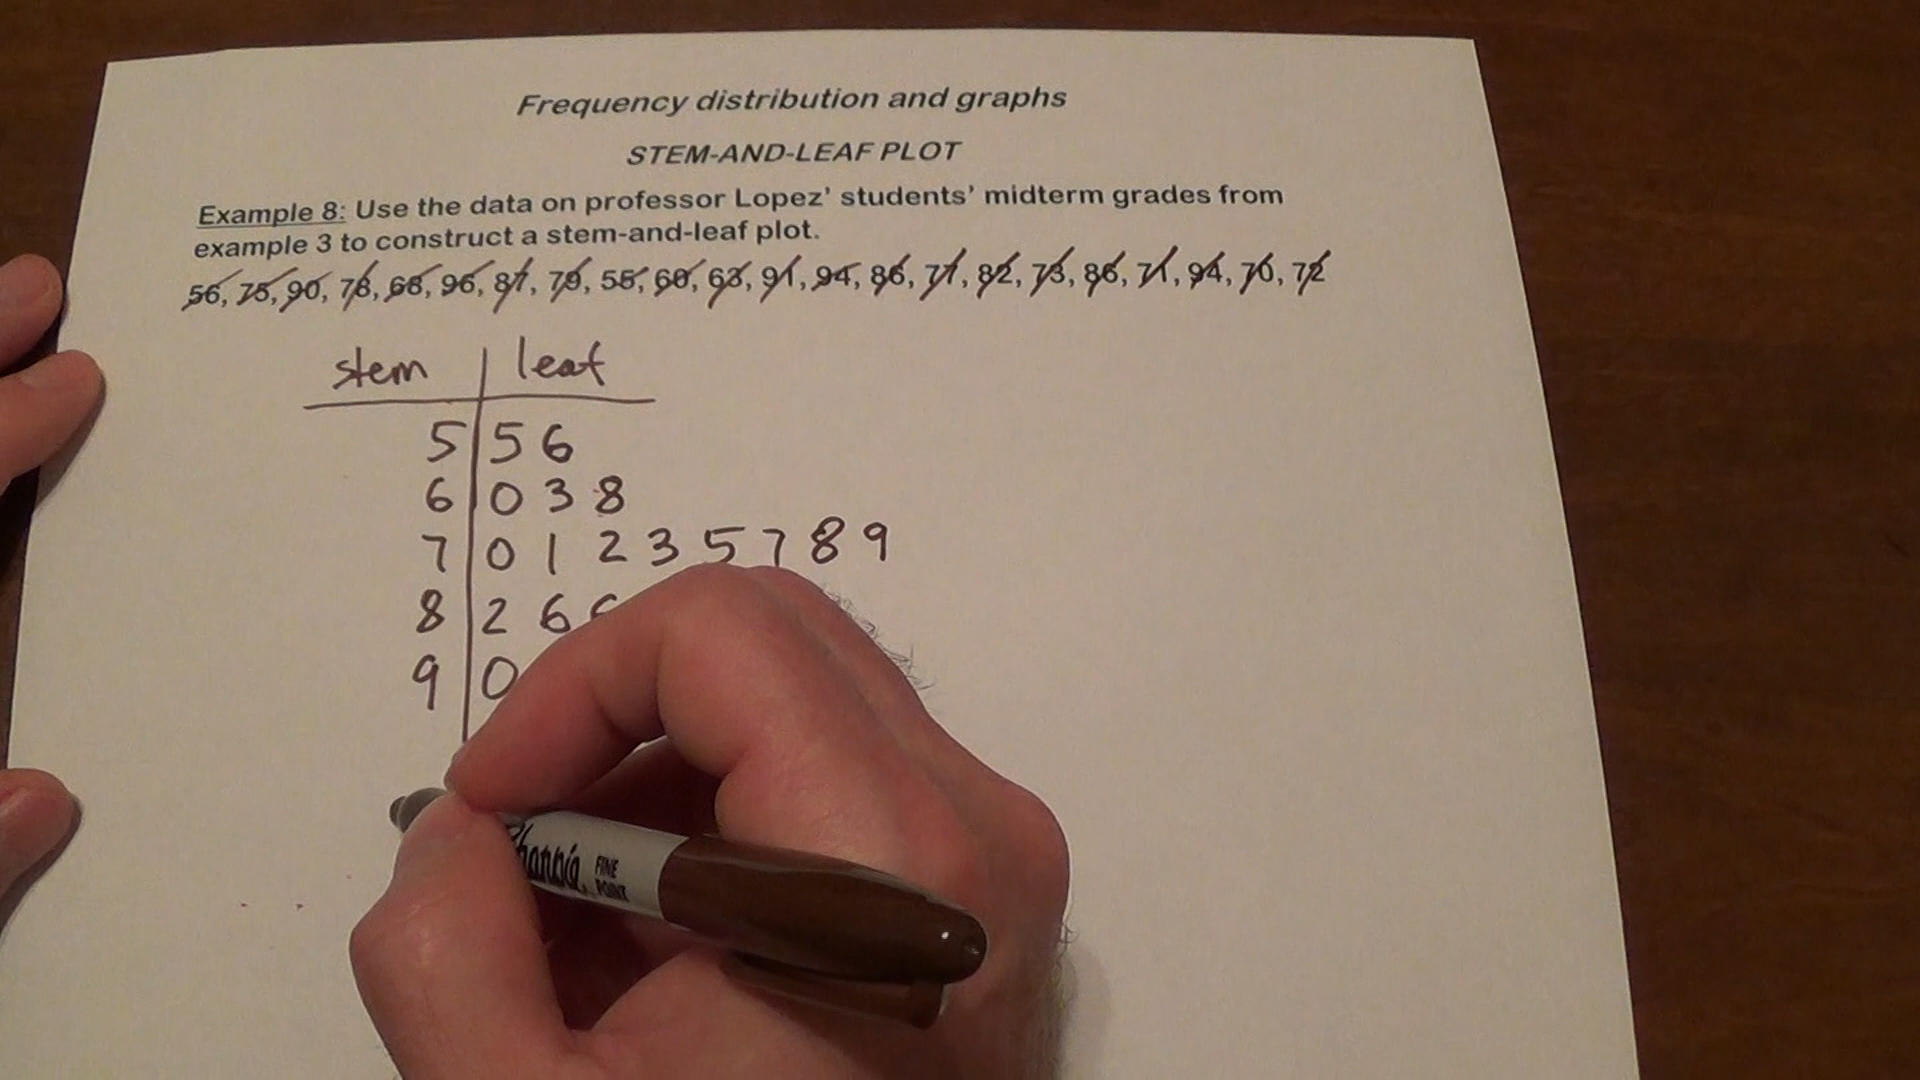 Frequency distribution and graphs
STEM-AND-LEAF PLOT
Example 8: Use the data on professor Lopez' students' midterm grades from
example 3 to construct a stem-and-leaf plot.
56, 75, 90, 78, 68, 96, 87, 79, 55, 60, 63, 91, 94, 86, 77, 82, 73, 86, 71, 94, 70, 72
stem leaf
5 5 6
6 0 3 8
7 0 1 2 3 5 7 8 9
8 2 6
9 0
Sharpie
FINE
POINT